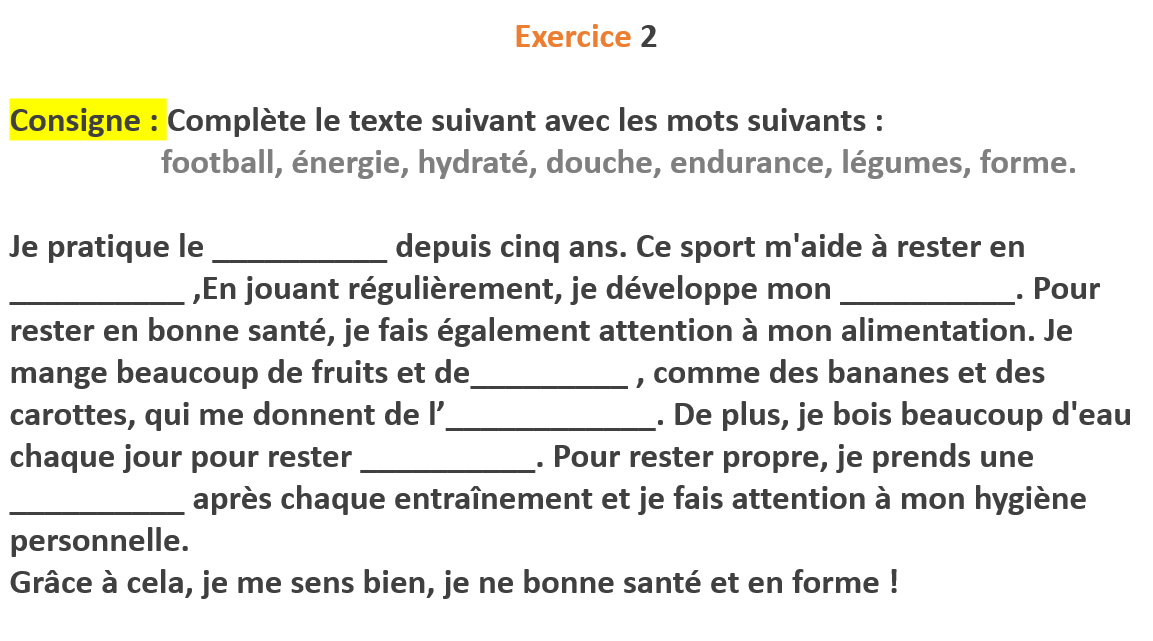 Exercice 2
Consigne : Complète le texte suivant avec les mots suivants :
football, énergie, hydraté, douche, endurance, légumes, forme.
Je pratique le __________ depuis cinq ans. Ce sport m'aide à rester en
__________ ,En jouant régulièrement, je développe mon __________. Pour
rester en bonne santé, je fais également attention à mon alimentation. Je
mange beaucoup de fruits et de_________ , comme des bananes et des
carottes, qui me donnent de l’____________. De plus, je bois beaucoup d'eau
chaque jour pour rester __________. Pour rester propre, je prends une
__________ après chaque entraînement et je fais attention à mon hygiène
personnelle.
Grâce à cela, je me sens bien, je ne bonne santé et en forme !